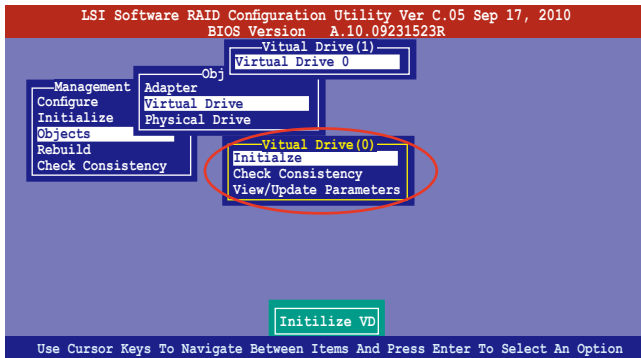 LSI Software RAID Configuration Utility Ver C.05 Sep 17, 2010
BIOS Version A.10.09231523R
Vitual Drive(1)
Virtual Drive 0
Obj
Adapter
Virtual Drive
Physical Drive
Management
Configure
Initialize
Objects
Rebuild
Check Consistency
Vitual Drive(0)
Initialze
Check Consistency
View/Update Parameters
Initilize VD
Use Cursor Keys To Navigate Between Items And Press Enter To Select An Option